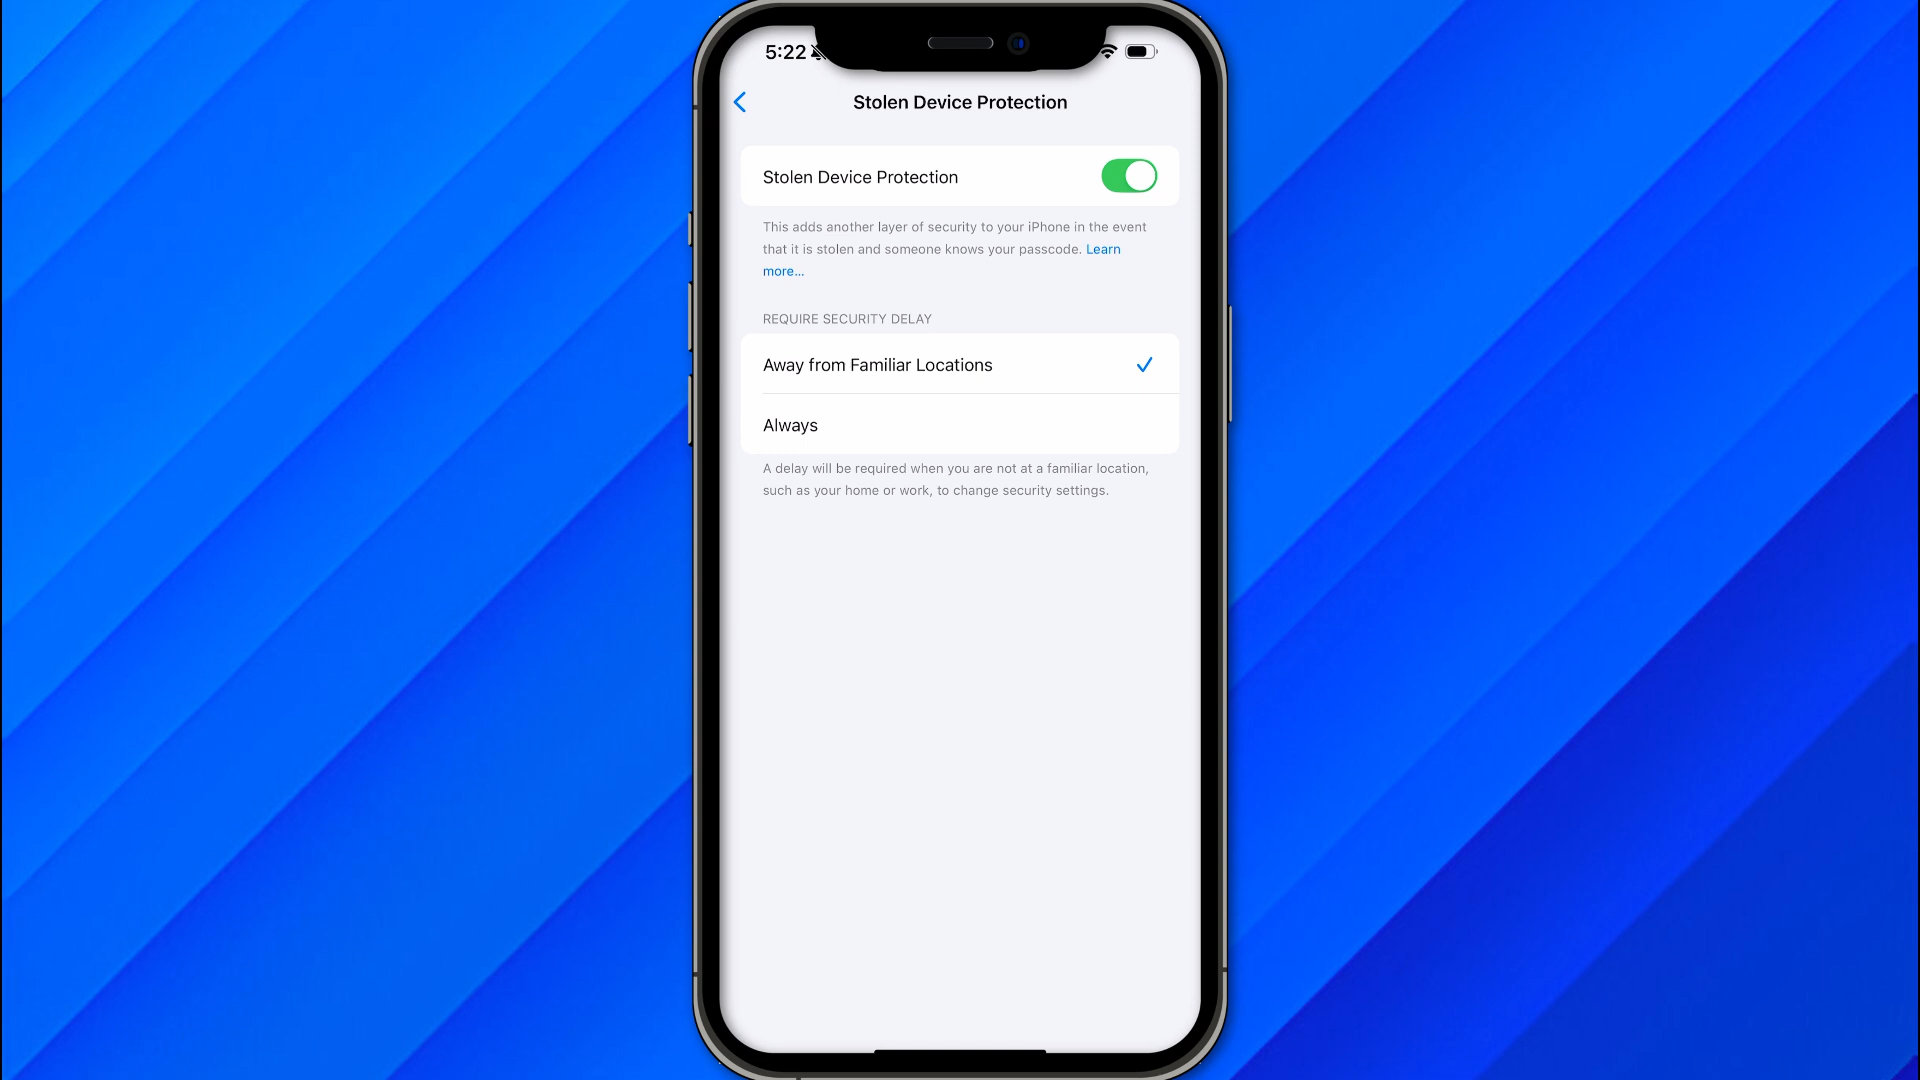 5:22
Stolen Device Protection
Stolen Device Protection
This adds another layer of security to your iPhone in the event
that it is stolen and someone knows your passcode. Learn
more...
REQUIRE SECURITY DELAY
Away from Familiar Locations
Always
A delay will be required when you are not at a familiar location,
such as your home or work, to change security settings.